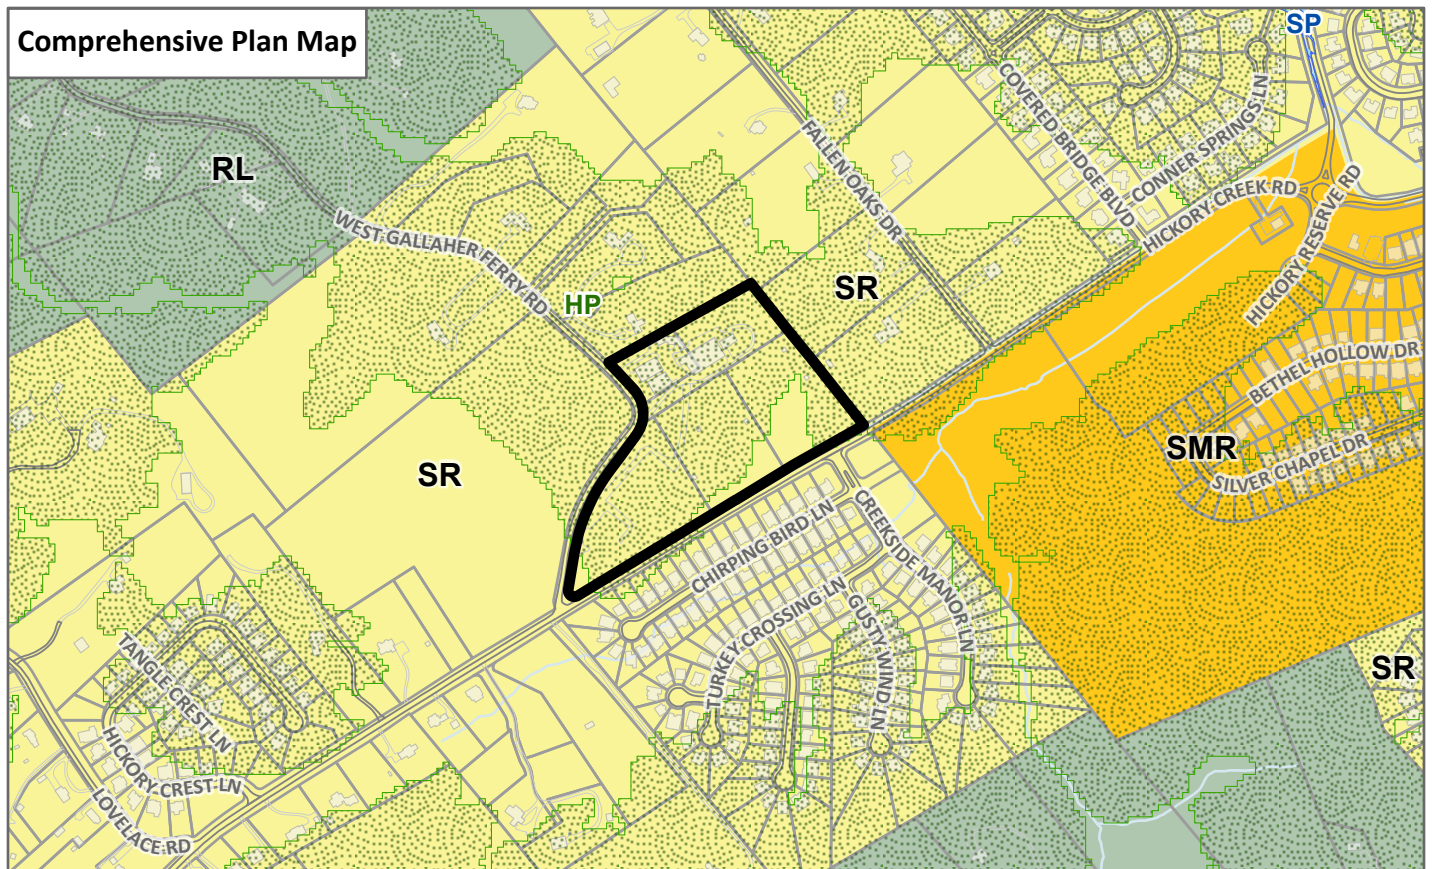 Comprehensive Plan Map
SP
COVERED BRIDGE BLVD
CONNER SPRINGS LN
FALLEN OAKS DR
RL
HICKORY CREEK RD
HICKORY RESERVE RD
WEST GALLAHER FERRY RD
SR
HP
BETHEL HOLLOW DR
SMR
SILVER CHAPEL DR
SR
CHIRPING BIRD LN
CREEKSIDE MANOR LN
TURKEY CROSSING LN
GUSTY WIND LN
SR
TANGLE CREST LN
HICKORY CREST LN
LOVELACE RD